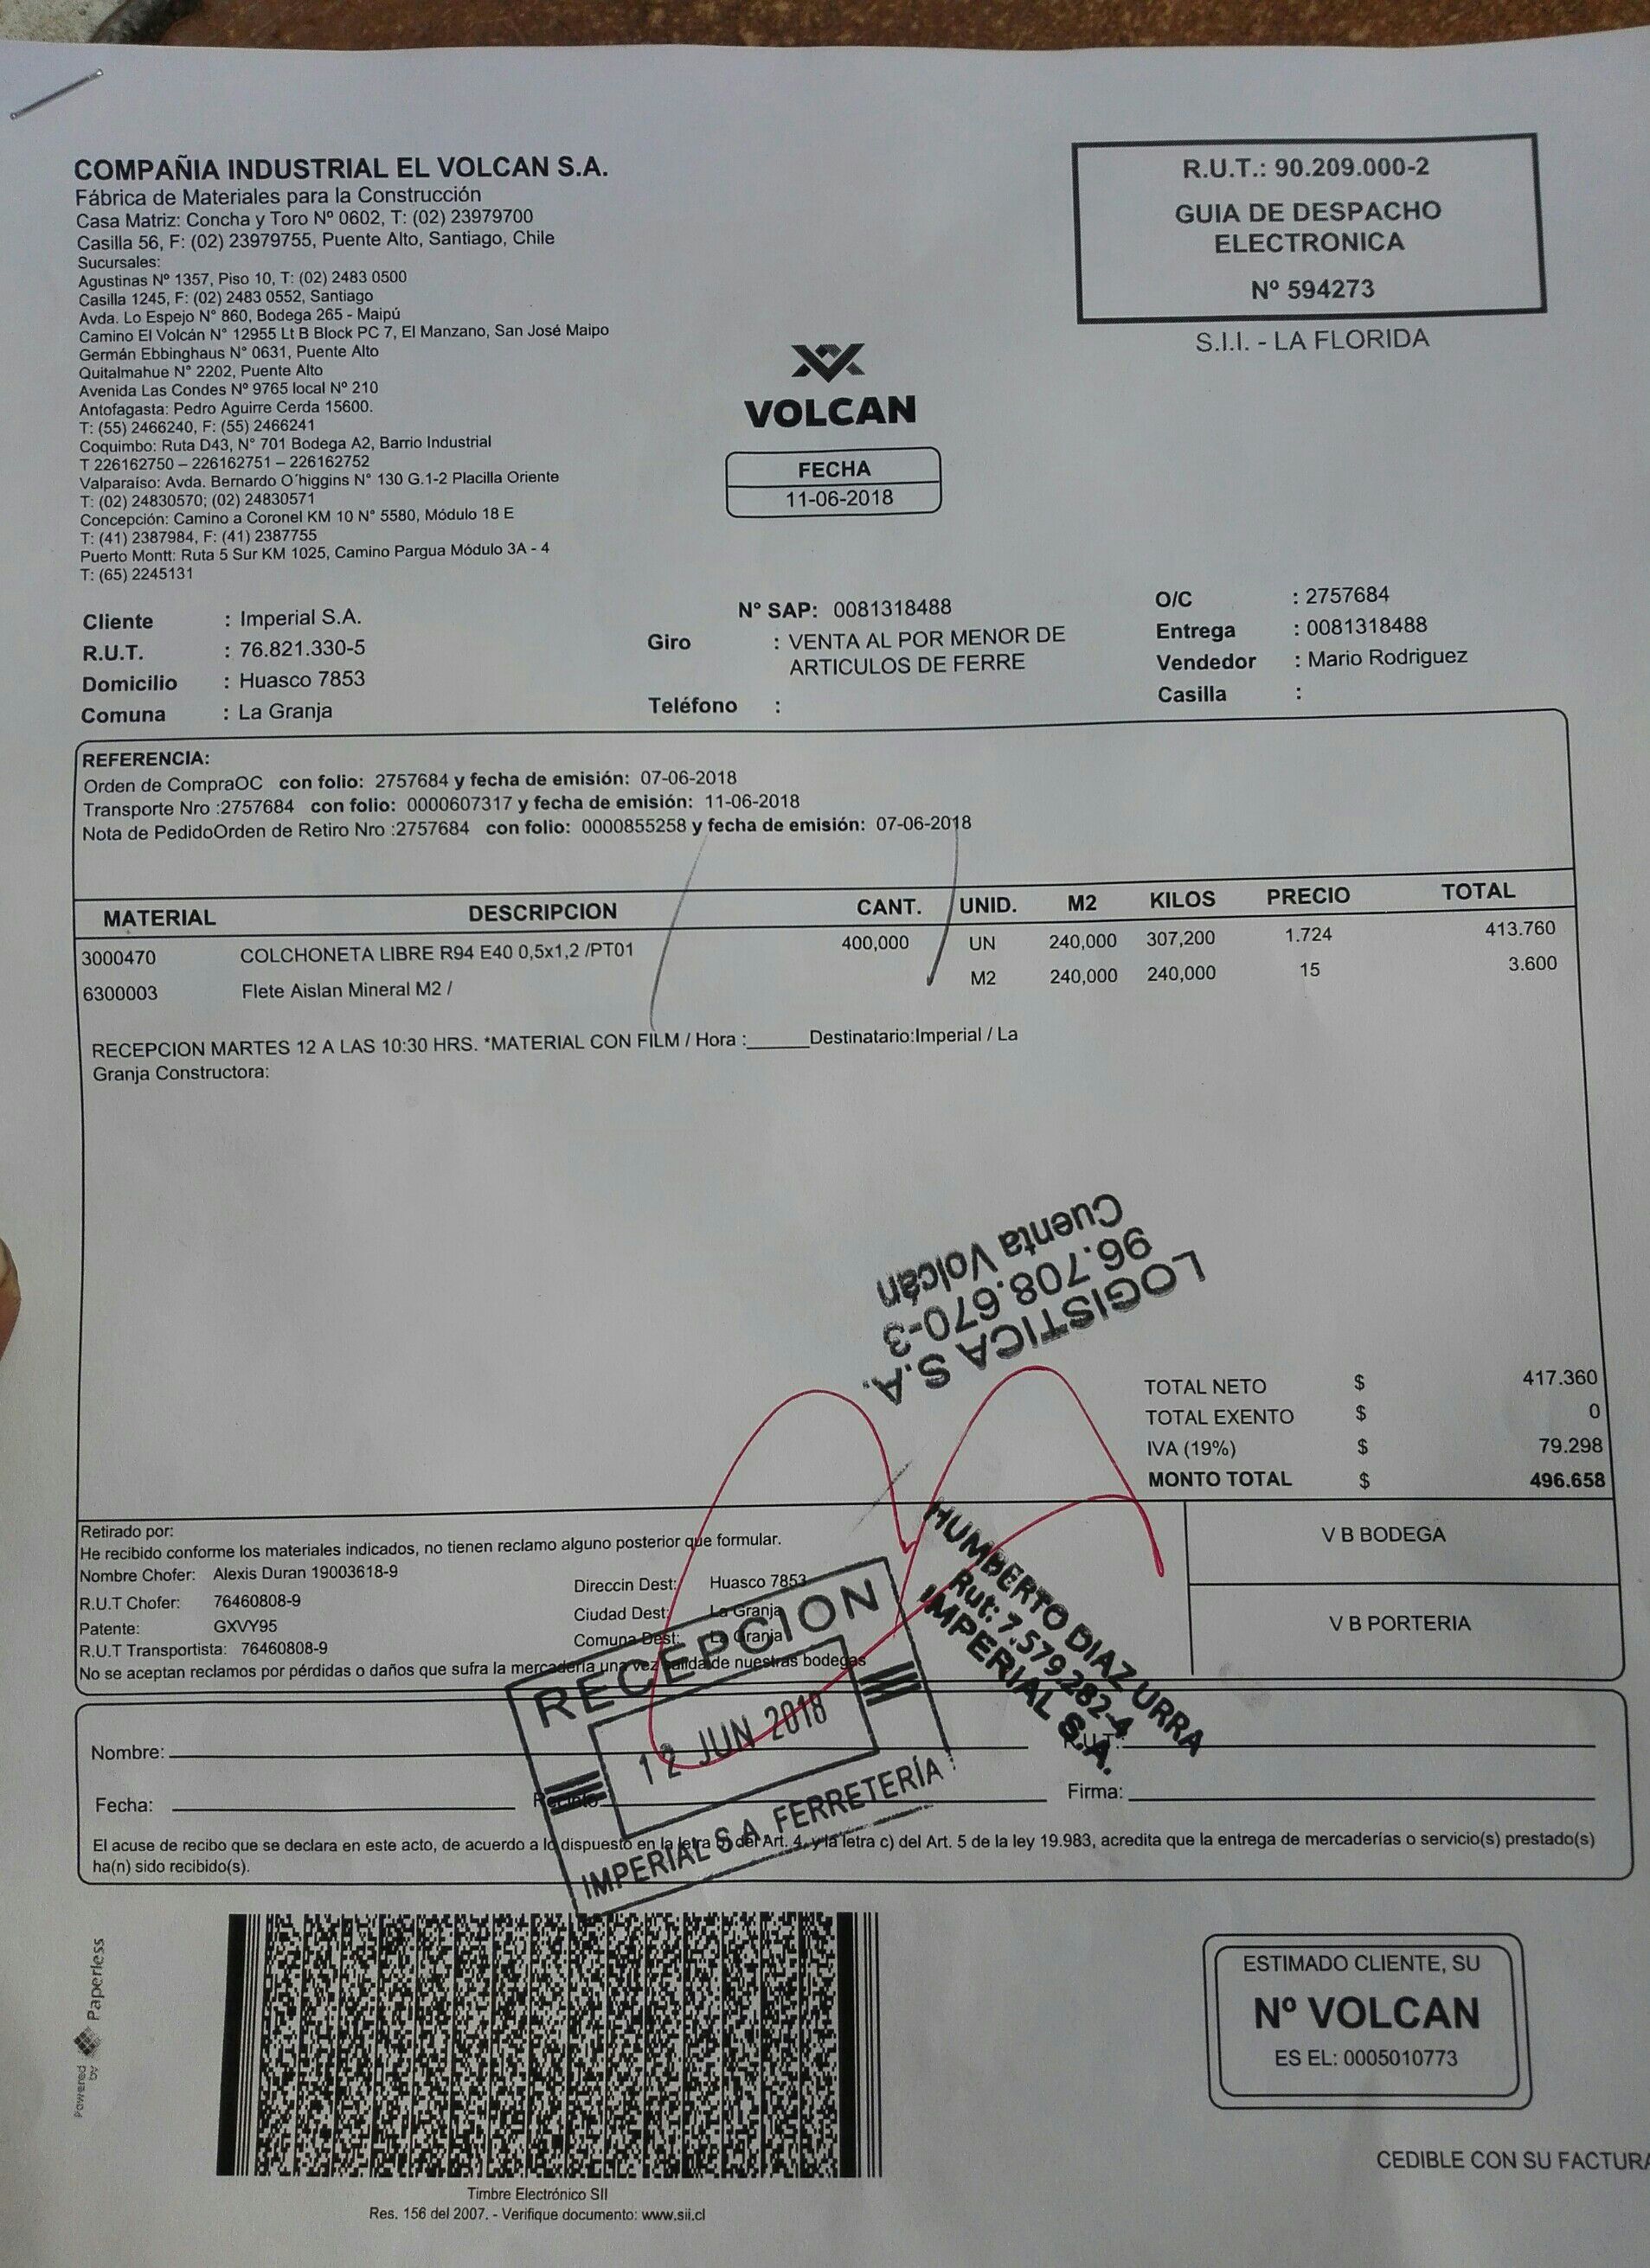 COMPAÑIA INDUSTRIAL EL VOLCAN S.A.
Fábrica de Materiales para la Construcción
Casa Matriz: Concha y Toro Nº 0602, T: (02) 23979700
Casilla 56, F: (02) 23979755, Puente Alto, Santiago, Chile
Sucursales:
Agustinas Nº 1357, Piso 10, T: (02) 2483 0500
Casilla 1245, F: (02) 2483 0552, Santiago
Avda. Lo Espejo N° 860, Bodega 265 - Maipú
Camino El Volcán N° 12955 Lt B Block PC 7, El Manzano, San José Maipo
Germán Ebbinghaus N° 0631, Puente Alto
Quitalmahue N° 2202, Puente Alto
Avenida Las Condes Nº 9765 local Nº 210
Antofagasta: Pedro Aguirre Cerda 15600.
T: (55) 2466240, F: (55) 2466241
Coquimbo: Ruta D43, N° 701 Bodega A2, Barrio Industrial
T 226162750 – 226162751 – 226162752
Valparaíso: Avda. Bernardo O´higgins N° 130 G.1-2 Placilla Oriente
T: (02) 24830570; (02) 24830571
Concepción: Camino a Coronel KM 10 N° 5580, Módulo 18 E
T: (41) 2387984, F: (41) 2387755
Puerto Montt: Ruta 5 Sur KM 1025, Camino Pargua Módulo 3A - 4
T: (65) 2245131
R.U.T.: 90.209.000-2
GUIA DE DESPACHO
ELECTRONICA
Nº 594273
S.I.I. - LA FLORIDA
VOLCAN
FECHA
11-06-2018
Cliente : Imperial S.A.
R.U.T. : 76.821.330-5
Domicilio : Huasco 7853
Comuna : La Granja
N° SAP: 0081318488
Giro : VENTA AL POR MENOR DE
ARTICULOS DE FERRE
Teléfono :
O/C : 2757684
Entrega : 0081318488
Vendedor : Mario Rodriguez
Casilla :
REFERENCIA:
Orden de CompraOC con folio: 2757684 y fecha de emisión: 07-06-2018
Transporte Nro :2757684 con folio: 0000607317 y fecha de emisión: 11-06-2018
Nota de PedidoOrden de Retiro Nro :2757684 con folio: 0000855258 y fecha de emisión: 07-06-2018
MATERIAL DESCRIPCION CANT. UNID. M2 KILOS PRECIO TOTAL
3000470 COLCHONETA LIBRE R94 E40 0,5x1,2 /PT01 400,000 UN 240,000 307,200 1.724 413.760
6300003 Flete Aislan Mineral M2 / M2 240,000 240,000 15 3.600
RECEPCION MARTES 12 A LAS 10:30 HRS. *MATERIAL CON FILM / Hora :______Destinatario:Imperial / La
Granja Constructora:
LOGISTICA S.A.
96.708.670-3
Cuenta Volcán
TOTAL NETO $ 417.360
TOTAL EXENTO $ 0
IVA (19%) $ 79.298
MONTO TOTAL $ 496.658
Retirado por:
He recibido conforme los materiales indicados, no tienen reclamo alguno posterior que formular.
Nombre Chofer: Alexis Duran 19003618-9
R.U.T Chofer: 76460808-9
Patente: GXVY95
R.U.T Transportista: 76460808-9
Direccin Dest: Huasco 7853
Ciudad Dest: La Granja
Comuna Dest: La Granja
No se aceptan reclamos por pérdidas o daños que sufra la mercadería una vez salida de nuestras bodegas
V B BODEGA
V B PORTERIA
HUMBERTO DIAZ URRA
Rut: 7.579.282-4
IMPERIAL S.A.
RECEPCION
12 JUN 2018
IMPERIAL S.A. FERRETERÍA
Nombre: R.U.T.:
Fecha: Recinto: Firma:
El acuse de recibo que se declara en este acto, de acuerdo a lo dispuesto en la letra b) del Art. 4, y la letra c) del Art. 5 de la ley 19.983, acredita que la entrega de mercaderías o servicio(s) prestado(s)
ha(n) sido recibido(s).
Powered by Paperless
Timbre Electrónico SII
Res. 156 del 2007. - Verifique documento: www.sii.cl
ESTIMADO CLIENTE, SU
Nº VOLCAN
ES EL: 0005010773
CEDIBLE CON SU FACTURA